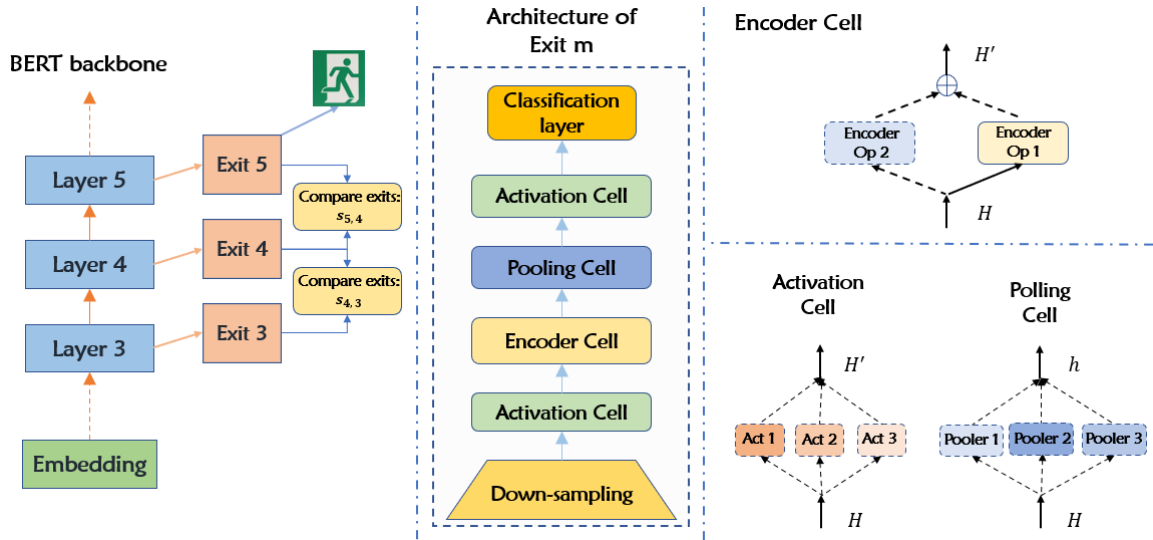 BERT backbone
Layer 5
Layer 4
Layer 3
Embedding
Exit 5
Exit 4
Exit 3
Compare exits:
s5,4
Compare exits:
s4,3
Architecture of
Exit m
Classification
layer
Activation Cell
Pooling Cell
Encoder Cell
Activation Cell
Down-sampling
Encoder Cell
H′
Encoder
Op 2
Encoder
Op 1
H
Activation
Cell
H′
Act 1
Act 2
Act 3
H
Polling
Cell
h
Pooler 1
Pooler 2
Pooler 3
H